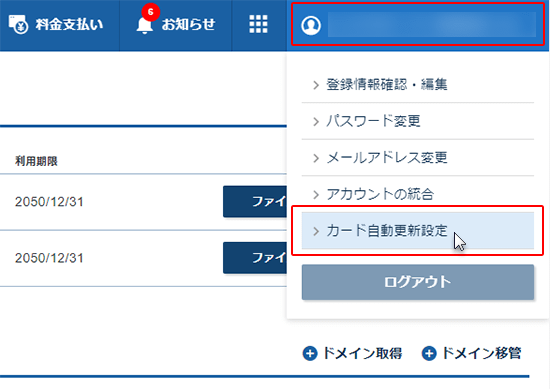 料金支払い
6
お知らせ
登録情報確認・編集
パスワード変更
メールアドレス変更
アカウントの統合
カード自動更新設定
ログアウト
利用期限
2050/12/31
ファイ
2050/12/31
ファイ
ドメイン取得
ドメイン移管